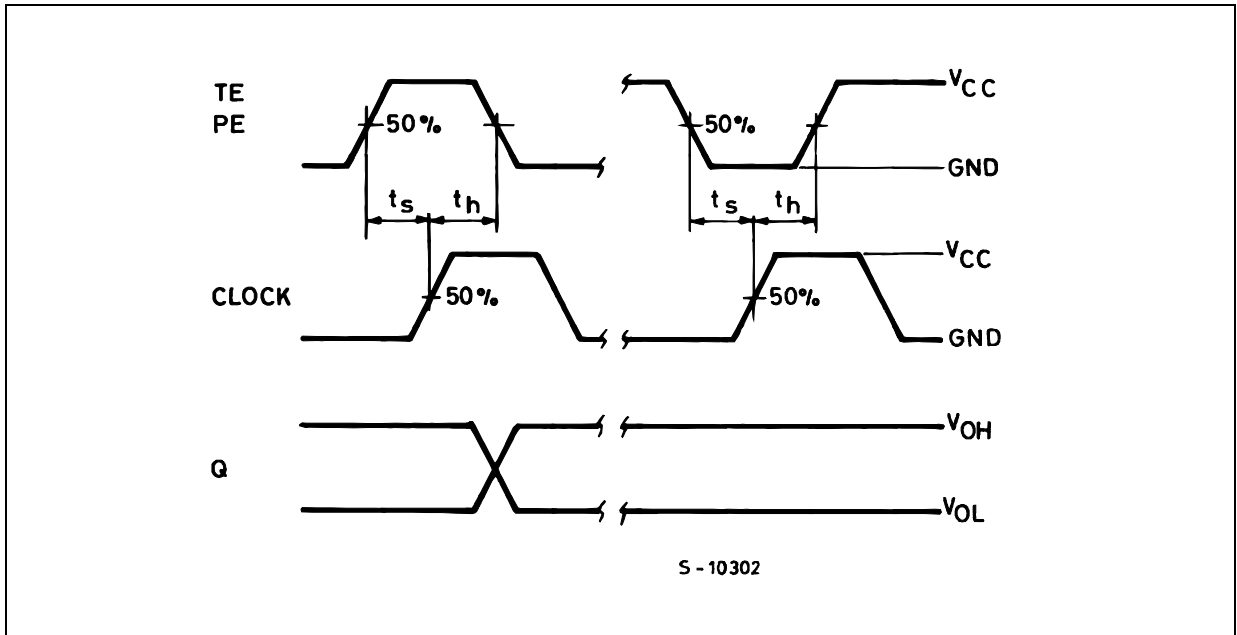 TE
PE
50%
50%
VCC
GND
ts
th
ts
th
CLOCK
50%
50%
VCC
GND
Q
VOH
VOL
S-10302